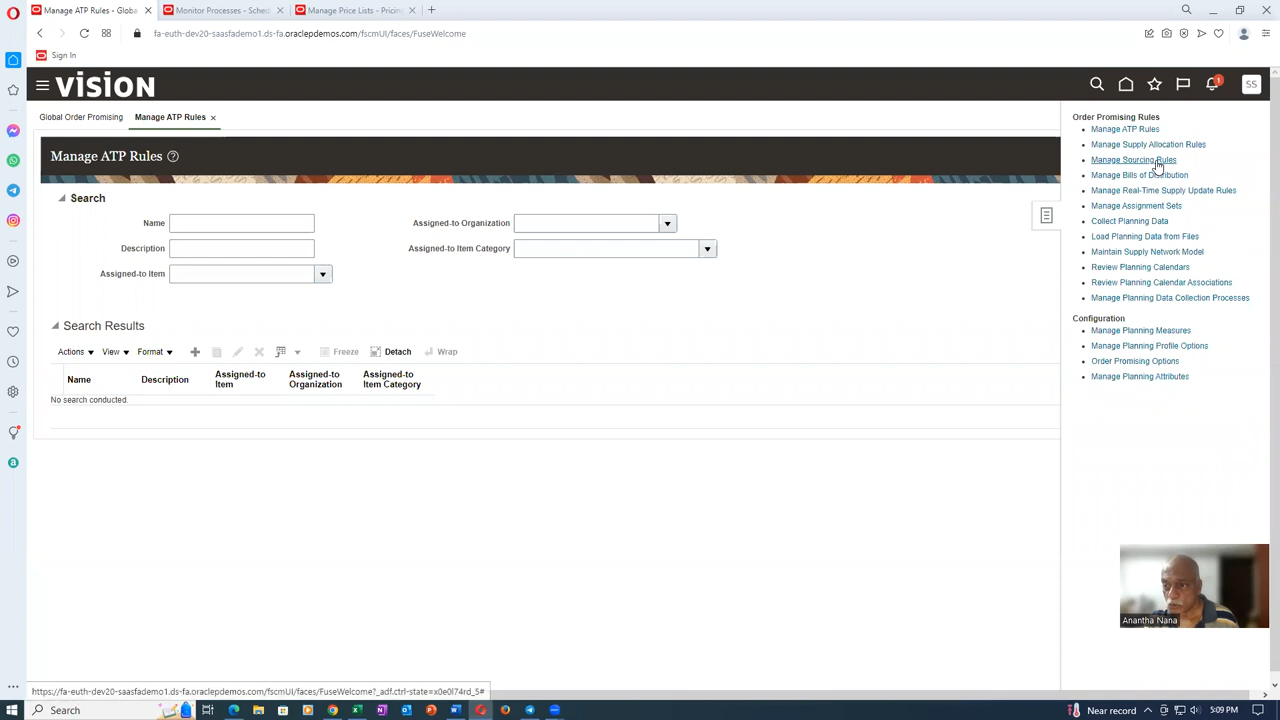 Manage ATP Rules - Globa
Monitor Processes - Sched
Manage Price Lists - Pricing
fa-euth-dev20-saasfademo1.ds-fa.oraclepdemos.com/fscmUI/faces/FuseWelcome
Sign In
VISION
1
SS
Global Order Promising
Manage ATP Rules
Manage ATP Rules
Search
Name
Assigned-to Organization
Description
Assigned-to Item Category
Assigned-to Item
Search Results
Actions
View
Format
Freeze
Detach
Wrap
Name
Description
Assigned-to Item
Assigned-to Organization
Assigned-to Item Category
No search conducted.
Order Promising Rules
Manage ATP Rules
Manage Supply Allocation Rules
Manage Sourcing Rules
Manage Bills of Distribution
Manage Real-Time Supply Update Rules
Manage Assignment Sets
Collect Planning Data
Load Planning Data from Files
Maintain Supply Network Model
Review Planning Calendars
Review Planning Calendar Associations
Manage Planning Data Collection Processes
Configuration
Manage Planning Measures
Manage Planning Profile Options
Order Promising Options
Manage Planning Attributes
Anantha Nana
https://fa-euth-dev20-saasfademo1.ds-fa.oraclepdemos.com/fscmUI/faces/FuseWelcome?_adf.ctrl-state=x0e0l74rd_5#
Search
Near record
5:09 PM